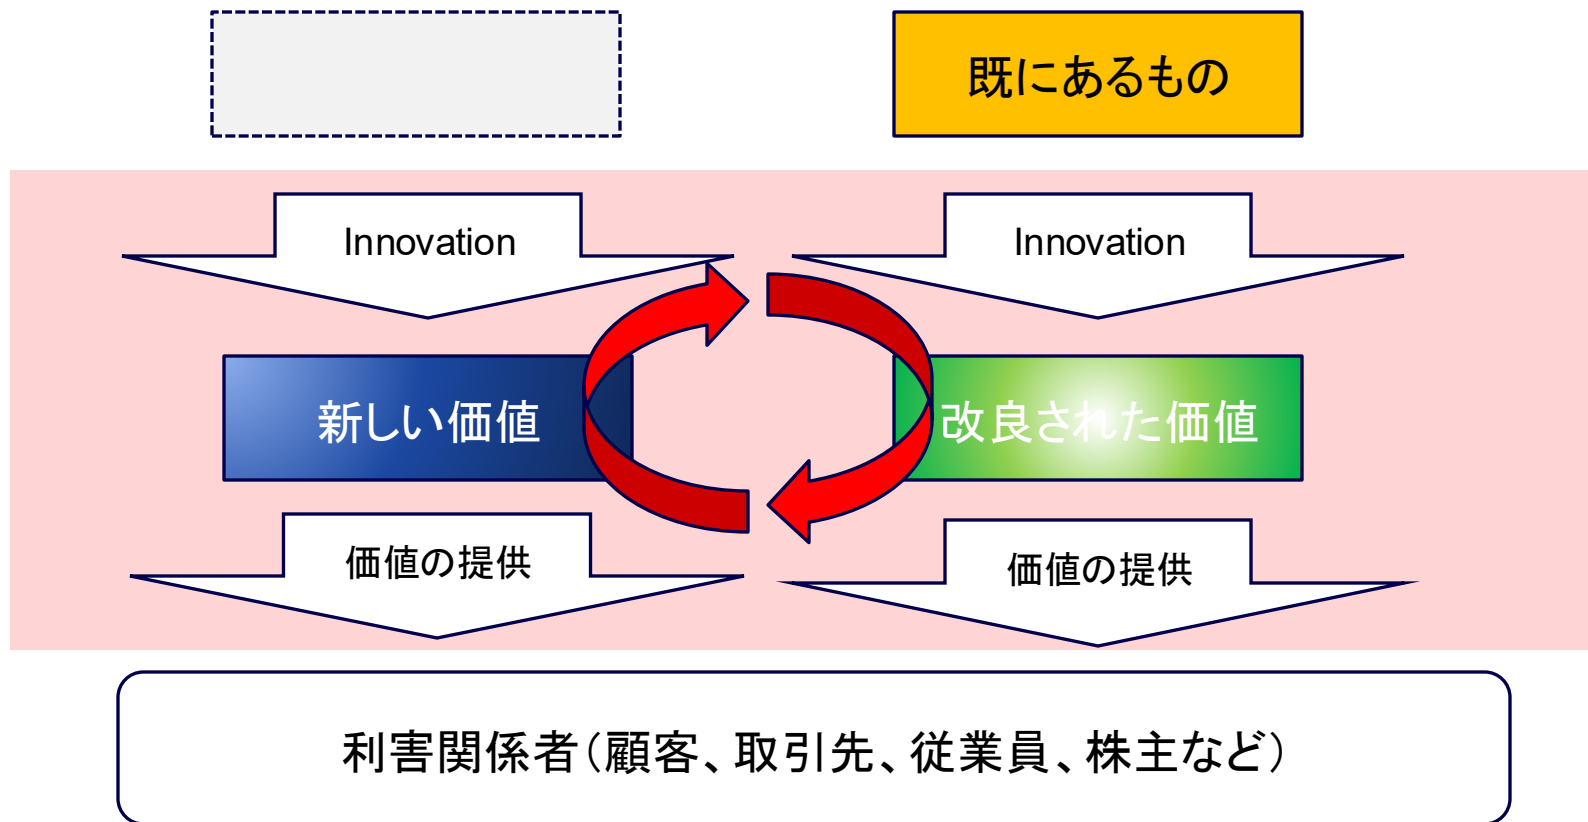 既にあるもの
Innovation
Innovation
新しい価値
改良された価値
価値の提供
価値の提供
利害関係者（顧客、取引先、従業員、株主など）